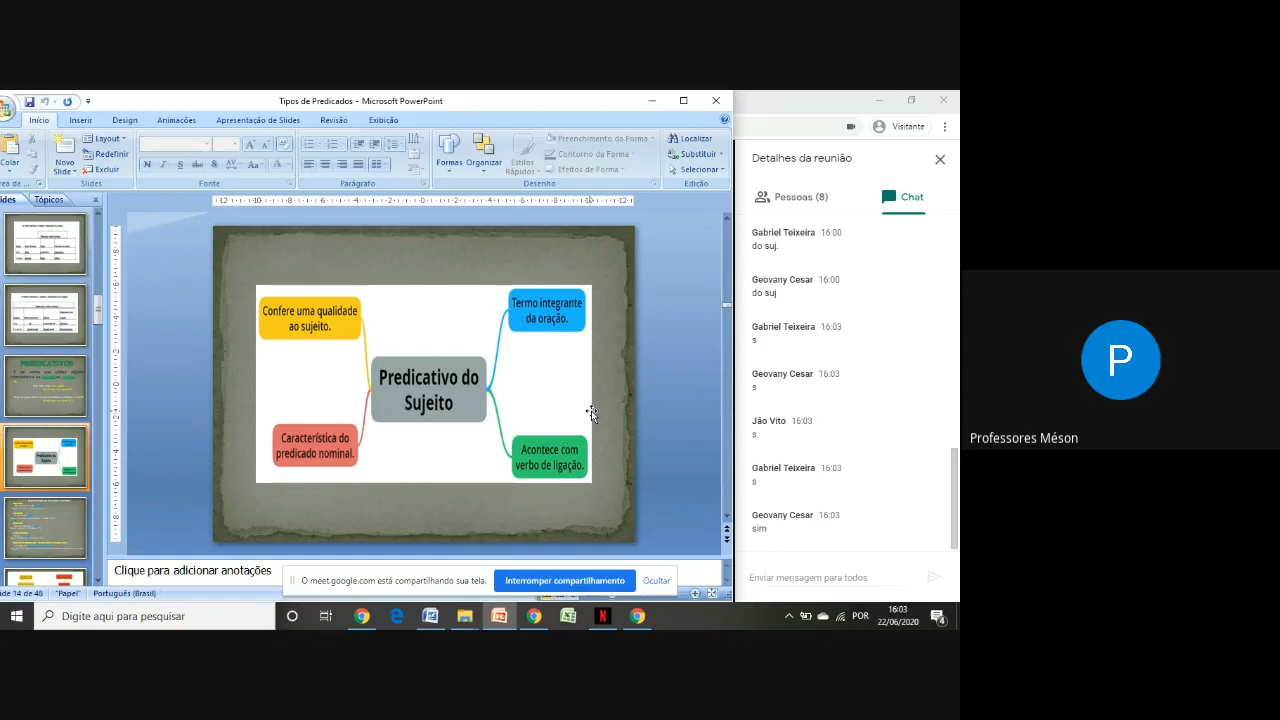 Tipos de Predicados - Microsoft PowerPoint
Início Inserir Design Animações Apresentação de Slides Revisão Exibição
Colar
Novo
Slide
Layout
Redefinir
Excluir
Slides
Fonte
Parágrafo
Formas
Organizar
Estilos
Rápidos
Preenchimento da Forma
Contorno da Forma
Efeitos de Forma
Desenho
Localizar
Substituir
Selecionar
Edição
Tópicos
PREDICATIVOS
Confere uma qualidade
ao sujeito.
Termo integrante
da oração.
Predicativo do
Sujeito
Característica do
predicado nominal.
Acontece com
verbo de ligação.
Clique para adicionar anotações
O meet.google.com está compartilhando sua tela.
Interromper compartilhamento
Ocultar
de 14 de 48
"Papel"
Português (Brasil)
Digite aqui para pesquisar
POR
16:03
22/06/2020
4
Visitante
Detalhes da reunião
Pessoas (8)
Chat
Gabriel Teixeira 16:00
do suj.
Geovany Cesar 16:00
do suj
Gabriel Teixeira 16:03
s
Geovany Cesar 16:03
s
Jão Vito 16:03
s
Gabriel Teixeira 16:03
s
Geovany Cesar 16:03
sim
Enviar mensagem para todos
P
Professores Méson